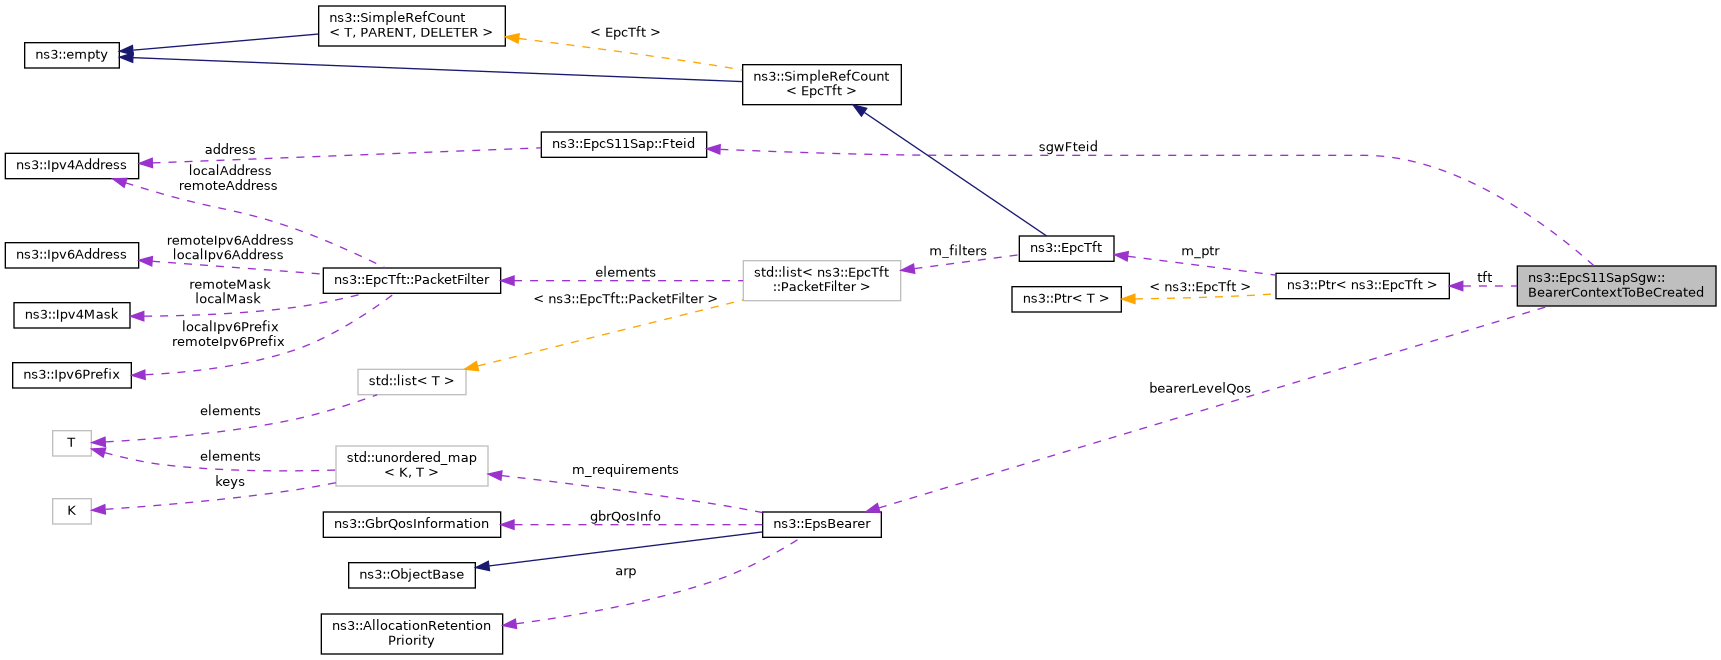 ns3::SimpleRefCount
< T, PARENT, DELETER >
< EpcTft >
ns3::empty
ns3::SimpleRefCount
< EpcTft >
ns3::EpcS11Sap::Fteid
sgwFteid
address
ns3::Ipv4Address
localAddress
remoteAddress
remoteIpv6Address
localIpv6Address
ns3::Ipv6Address
ns3::EpcTft::PacketFilter
elements
std::list< ns3::EpcTft
::PacketFilter >
m_filters
ns3::EpcTft
m_ptr
ns3::Ptr< T >
< ns3::EpcTft >
ns3::Ptr< ns3::EpcTft >
tft
ns3::EpcS11SapSgw::
BearerContextToBeCreated
remoteMask
localMask
ns3::Ipv4Mask
< ns3::EpcTft::PacketFilter >
localIpv6Prefix
remoteIpv6Prefix
ns3::Ipv6Prefix
std::list< T >
bearerLevelQos
elements
T
elements
std::unordered_map
< K, T >
m_requirements
keys
K
ns3::GbrQosInformation
gbrQosInfo
ns3::EpsBearer
ns3::ObjectBase
arp
ns3::AllocationRetention
Priority